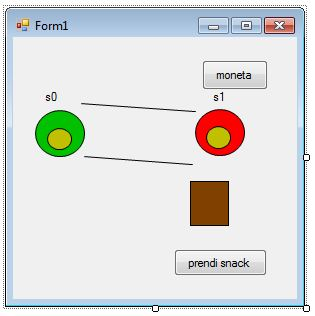 Form1
moneta
s0 s1
prendi snack